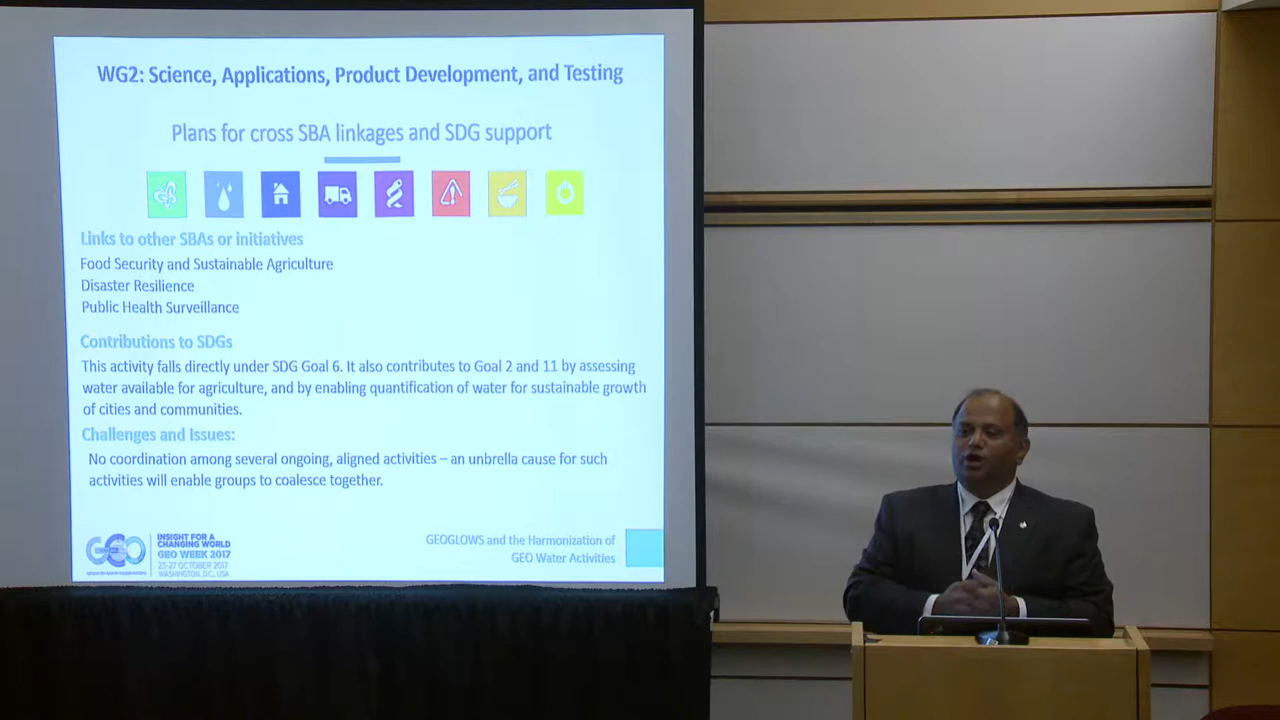 WG2: Science, Applications, Product Development, and Testing
Plans for cross SBA linkages and SDG support
Links to other SBAs or initiatives
Food Security and Sustainable Agriculture
Disaster Resilience
Public Health Surveillance
Contributions to SDGs
This activity falls directly under SDG Goal 6. It also contributes to Goal 2 and 11 by assessing
water available for agriculture, and by enabling quantification of water for sustainable growth
of cities and communities.
Challenges and Issues:
No coordination among several ongoing, aligned activities – an unbrella cause for such
activities will enable groups to coalesce together.
GEO
GROUP ON EARTH OBSERVATIONS
INSIGHT FOR A
CHANGING WORLD
GEO WEEK 2017
23-27 OCTOBER 2017
WASHINGTON, D.C., USA
GEOGLOWS and the Harmonization of
GEO Water Activities